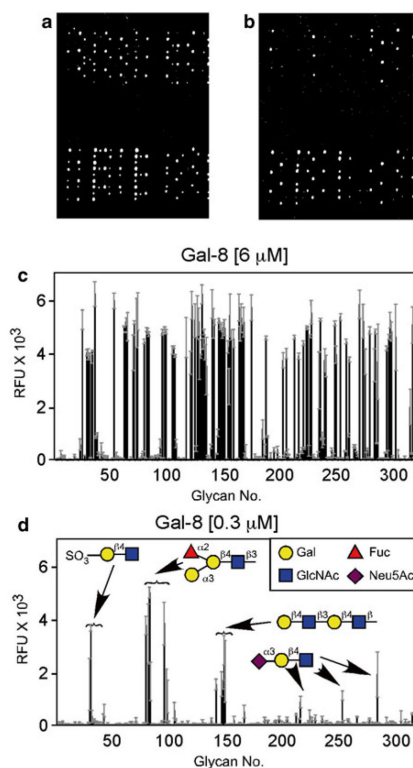 a
b
c
Gal-8 [6 μM]
RFU X 10³
6
4
2
0
50 100 150 200 250 300
Glycan No.
d
Gal-8 [0.3 μM]
RFU X 10³
6
4
2
0
SO₃ β4
α2
α3
β4 β3
Gal Fuc
GlcNAc Neu5Ac
β4 β3 β4 β
α3 β4
50 100 150 200 250 300
Glycan No.